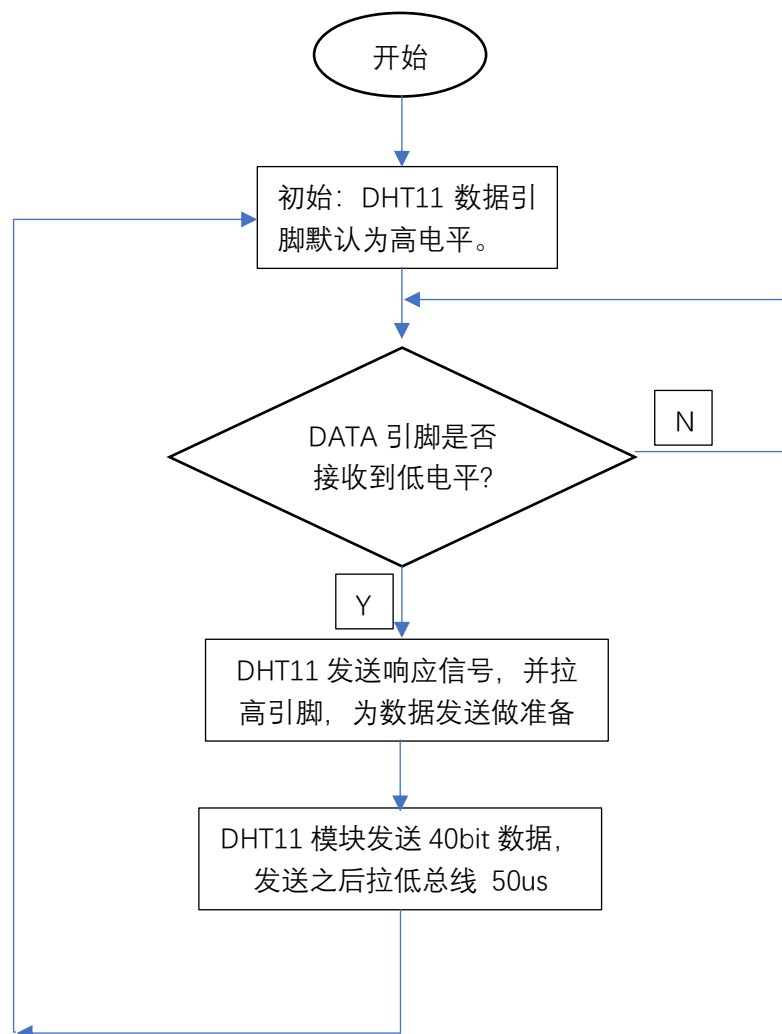 开始
初始：DHT11 数据引
脚默认为高电平。
DATA 引脚是否
接收到低电平?
N
Y
DHT11 发送响应信号，并拉
高引脚，为数据发送做准备
DHT11 模块发送 40bit 数据，
发送之后拉低总线 50us